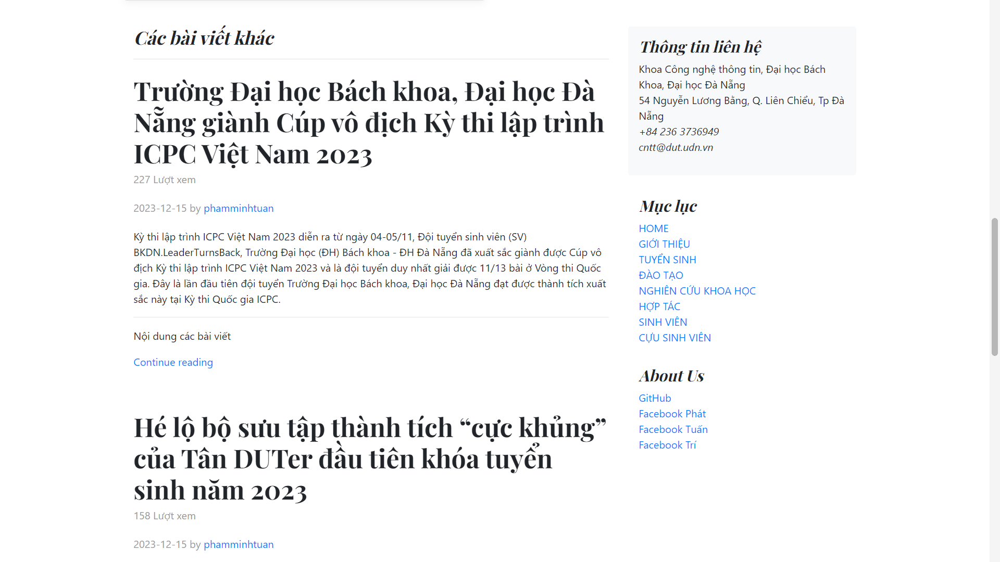 Các bài viết khác
Trường Đại học Bách khoa, Đại học Đà
Nẵng giành Cúp vô địch Kỳ thi lập trình
ICPC Việt Nam 2023
227 Lượt xem
2023-12-15 by phamminhtuan
Kỳ thi lập trình ICPC Việt Nam 2023 diễn ra từ ngày 04-05/11, Đội tuyển sinh viên (SV)
BKDN.LeaderTurnsBack, Trường Đại học (ĐH) Bách khoa - ĐH Đà Nẵng đã xuất sắc giành được Cúp vô
địch Kỳ thi lập trình ICPC Việt Nam 2023 và là đội tuyển duy nhất giải được 11/13 bài ở Vòng thi Quốc
gia. Đây là lần đầu tiên đội tuyển Trường Đại học Bách khoa, Đại học Đà Nẵng đạt được thành tích xuất
sắc này tại Kỳ thi Quốc gia ICPC.
Nội dung các bài viết
Continue reading
Hé lộ bộ sưu tập thành tích “cực khủng”
của Tân DUTer đầu tiên khóa tuyển
sinh năm 2023
158 Lượt xem
2023-12-15 by phamminhtuan
Thông tin liên hệ
Khoa Công nghệ thông tin, Đại học Bách
Khoa, Đại học Đà Nẵng
54 Nguyễn Lương Bằng, Q. Liên Chiểu, Tp Đà
Nẵng
+84 236 3736949
cntt@dut.udn.vn
Mục lục
HOME
GIỚI THIỆU
TUYỂN SINH
ĐÀO TẠO
NGHIÊN CỨU KHOA HỌC
HỢP TÁC
SINH VIÊN
CỰU SINH VIÊN
About Us
GitHub
Facebook Phát
Facebook Tuấn
Facebook Trí